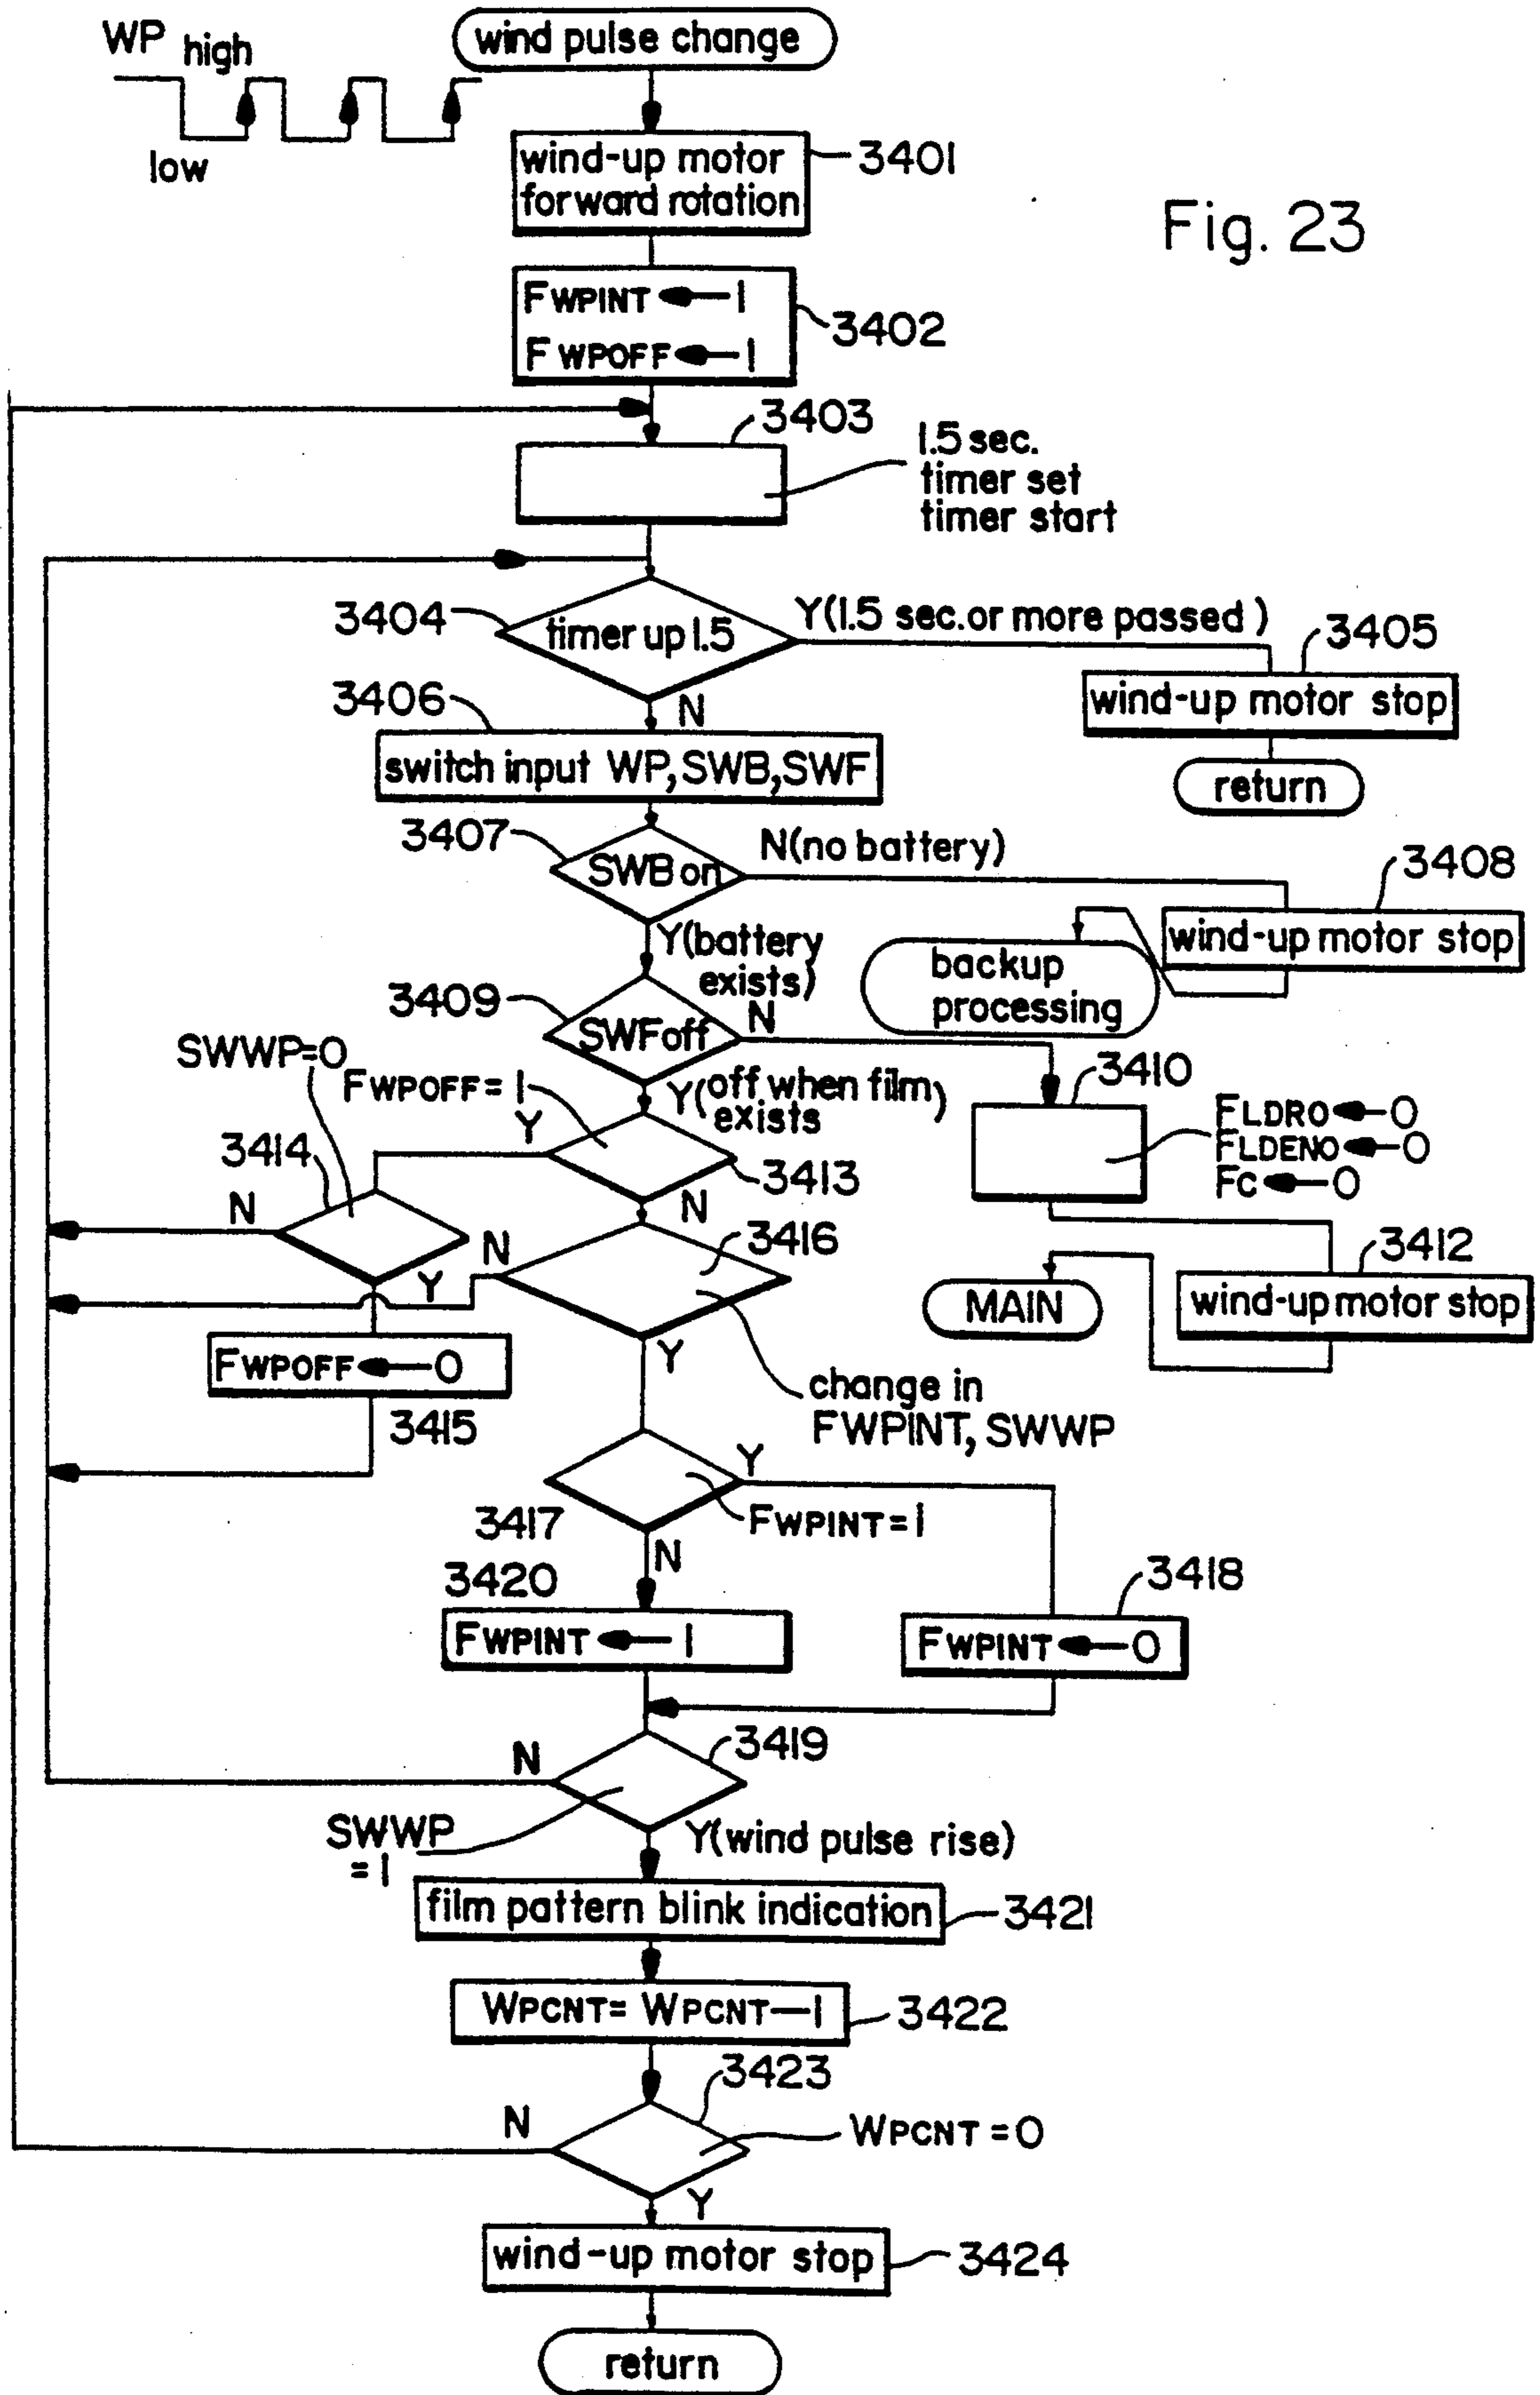 WP high
low
wind pulse change
wind-up motor
forward rotation
3401
Fig. 23
FWPINT ← 1
FWPOFF ← 1
3402
3403
1.5 sec.
timer set
timer start
3404
timer up 1.5
Y(1.5 sec. or more passed)
3405
wind-up motor stop
return
N
3406
switch input WP, SWB, SWF
3407
SWB on
N(no battery)
3408
wind-up motor stop
backup
processing
Y(battery
exists)
3409
SWF off
N
3410
FLDRO ← 0
FLDENO ← 0
FC ← 0
3412
wind-up motor stop
MAIN
Y(off when film)
exists
SWWP=0
FWPOFF = 1
Y
3413
N
3414
N
Y
FWPOFF ← 0
3415
3416
N
Y
change in
FWPINT, SWWP
3417
Y
FWPINT = 1
N
3418
FWPINT ← 0
3420
FWPINT ← 1
3419
N
SWWP
= 1
Y(wind pulse rise)
film pattern blink indication
3421
WPCNT= WPCNT—1
3422
3423
N
WPCNT = 0
Y
wind-up motor stop
3424
return